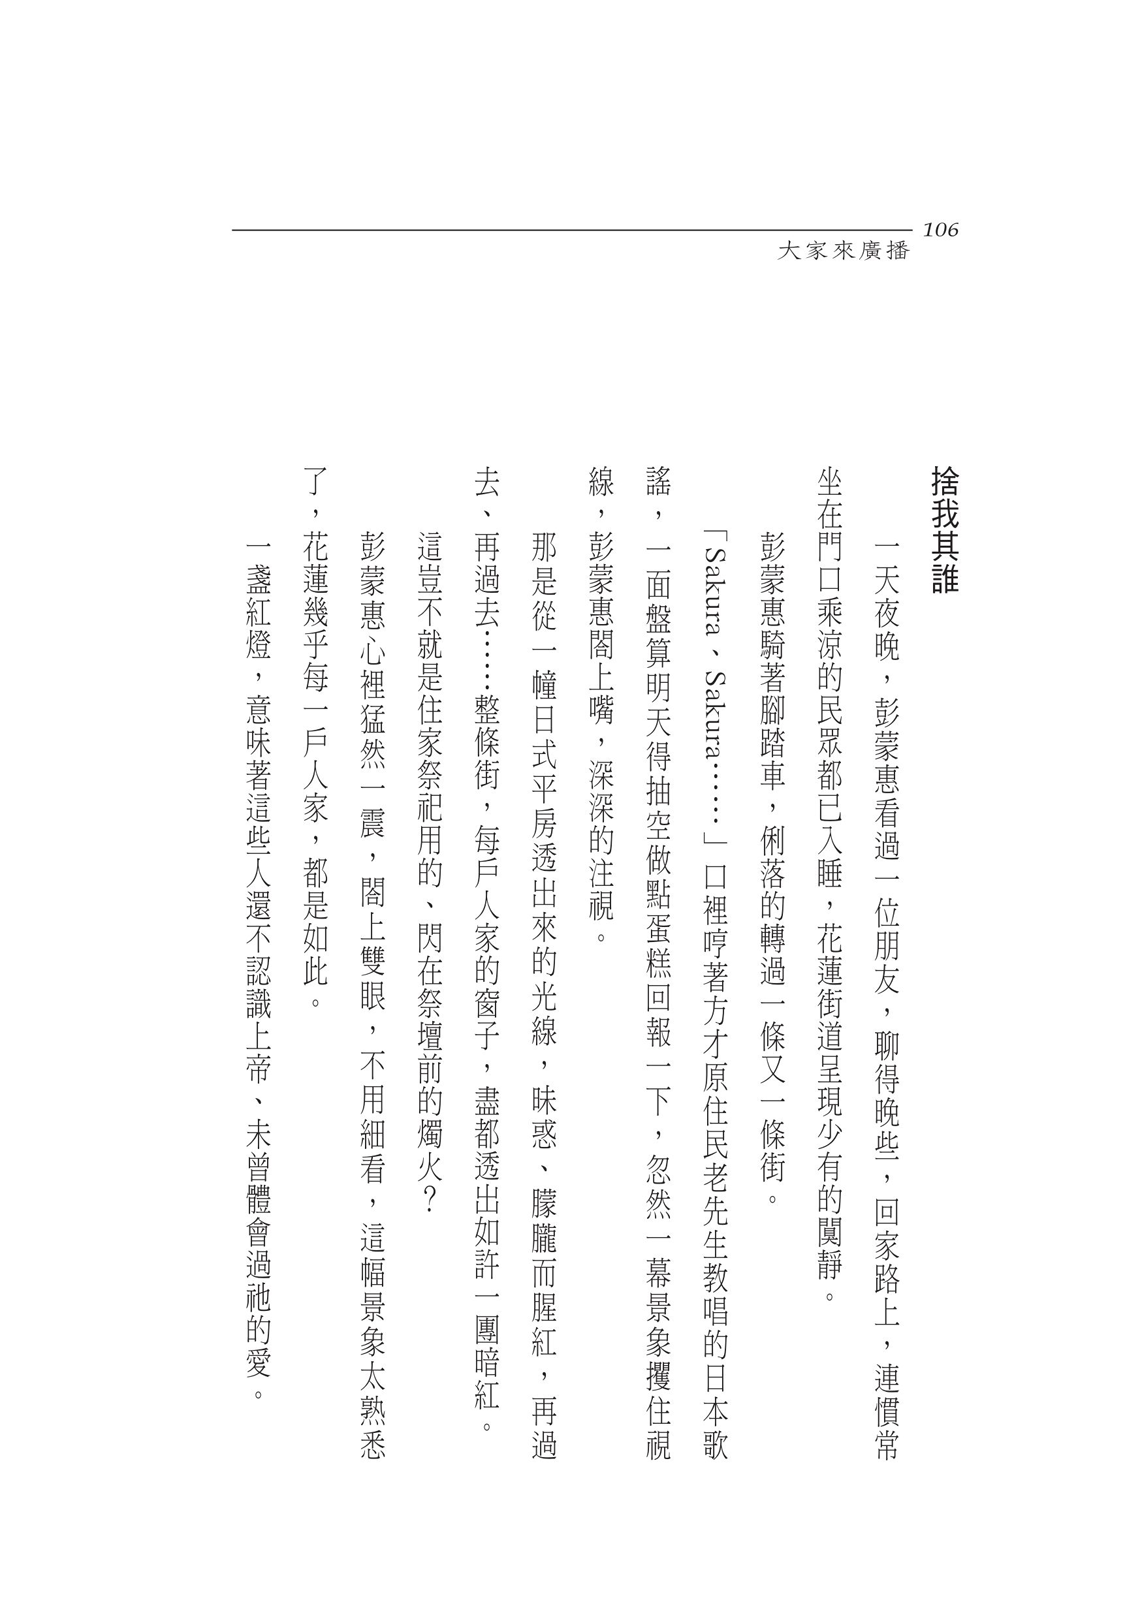 106
大家來廣播
捨我其誰
一天夜晚，彭蒙惠看過一位朋友，聊得晚些，回家路上，連慣常
坐在門口乘涼的民眾都已入睡，花蓮街道呈現少有的闃靜。
彭蒙惠騎著腳踏車，俐落的轉過一條又一條街。
「Sakura、Sakura……」口裡哼著方才原住民老先生教唱的日本歌
謠，一面盤算明天得抽空做點蛋糕回報一下，忽然一幕景象攫住視
線，彭蒙惠閤上嘴，深深的注視。
那是從一幢日式平房透出來的光線，昧惑、朦朧而腥紅，再過
去、再過去……整條街，每戶人家的窗子，盡都透出如許一團暗紅。
這豈不就是住家祭祀用的、閃在祭壇前的燭火？
彭蒙惠心裡猛然一震，閤上雙眼，不用細看，這幅景象太熟悉
了，花蓮幾乎每一戶人家，都是如此。
一盞紅燈，意味著這些人還不認識上帝、未曾體會過祂的愛。